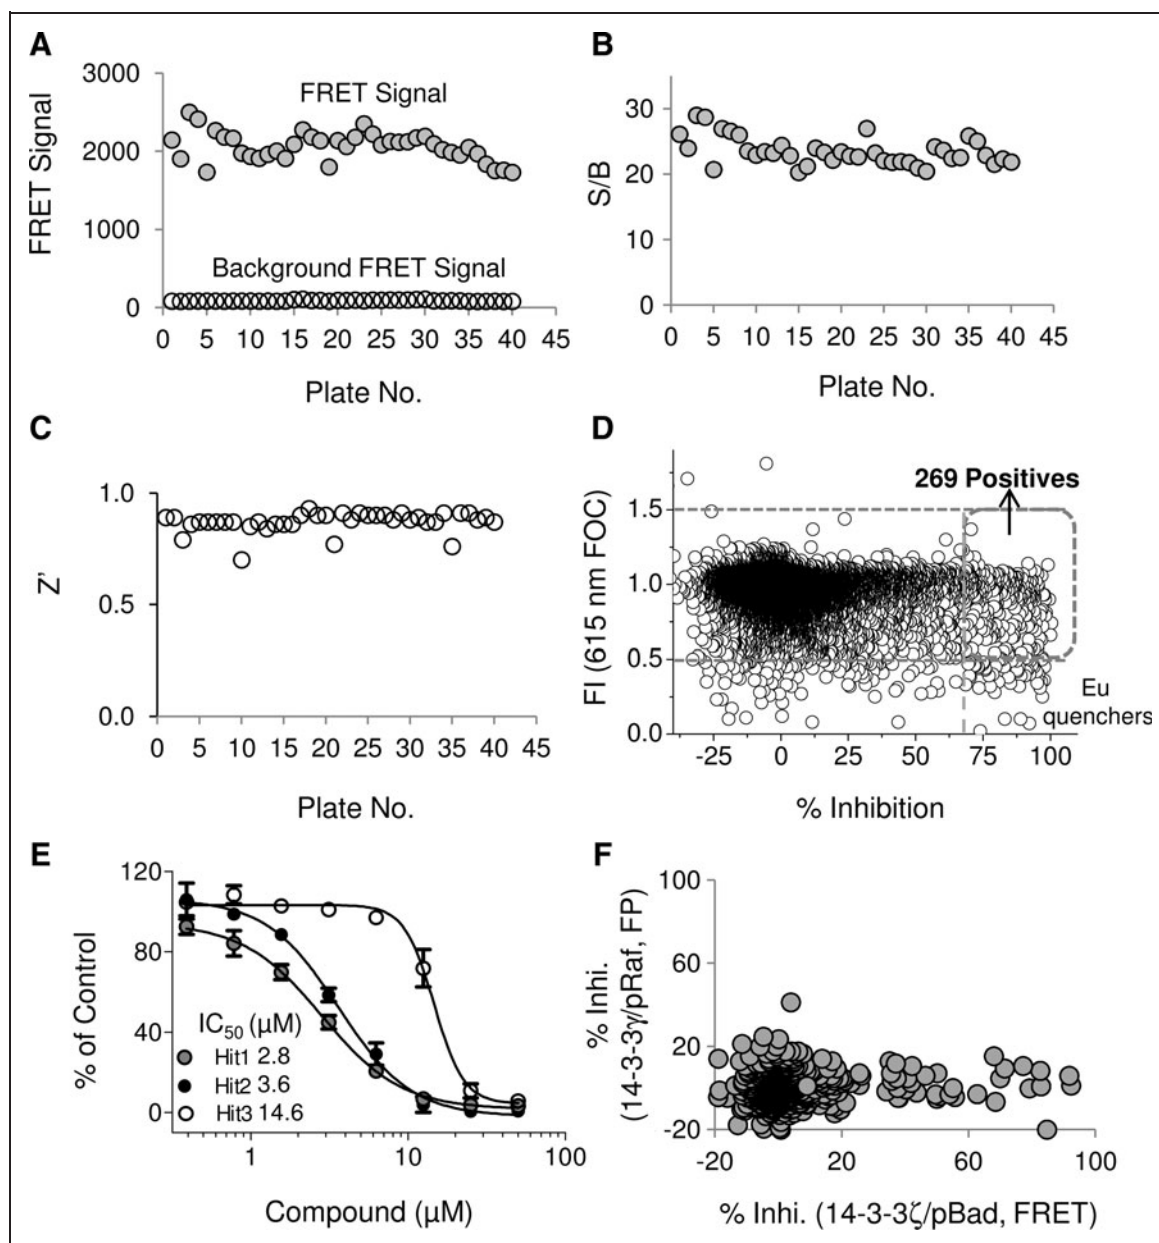 A
FRET Signal
3000
2000
1000
0
FRET Signal
Background FRET Signal
0 5 10 15 20 25 30 35 40 45
Plate No.
B
S/B
30
20
10
0
0 5 10 15 20 25 30 35 40 45
Plate No.
C
Z'
1.0
0.5
0.0
0 5 10 15 20 25 30 35 40 45
Plate No.
D
FI (615 nm FOC)
1.5
1.0
0.5
0.0
269 Positives
Eu
quenchers
-25 0 25 50 75 100
% Inhibition
E
% of Control
120
80
40
0
IC50 (μM)
Hit1 2.8
Hit2 3.6
Hit3 14.6
1 10 100
Compound (μM)
F
% Inhi.
(14-3-3γ/pRaf, FP)
100
60
20
-20
-20 20 60 100
% Inhi. (14-3-3ζ/pBad, FRET)